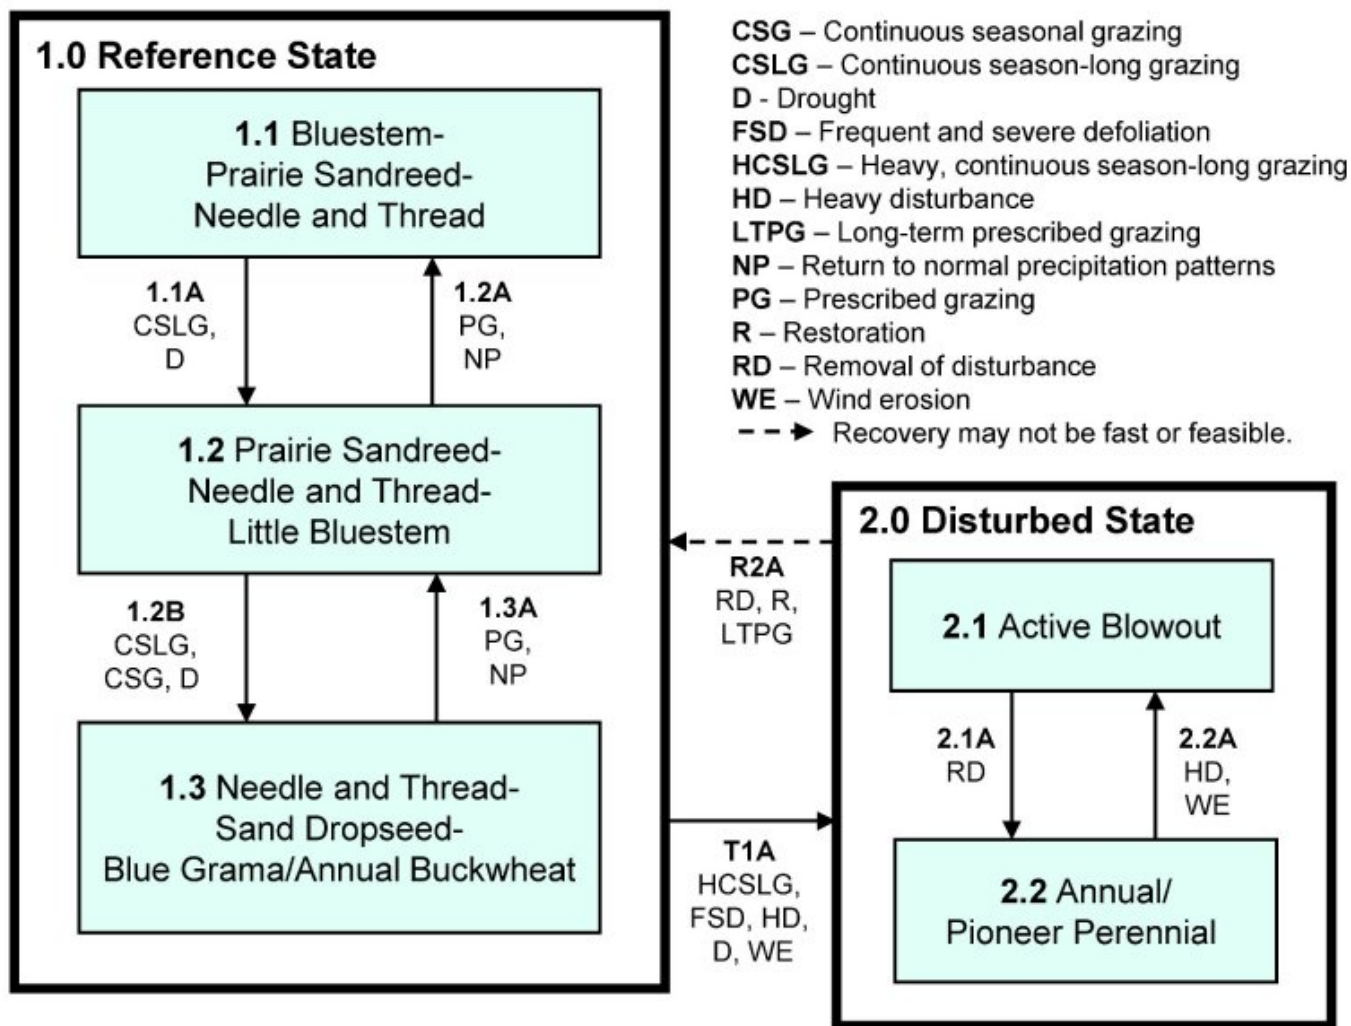 1.0 Reference State
1.1 Bluestem-
Prairie Sandreed-
Needle and Thread
1.1A
CSLG,
D
1.2A
PG,
NP
1.2 Prairie Sandreed-
Needle and Thread-
Little Bluestem
1.2B
CSLG,
CSG, D
1.3A
PG,
NP
1.3 Needle and Thread-
Sand Dropseed-
Blue Grama/Annual Buckwheat
CSG – Continuous seasonal grazing
CSLG – Continuous season-long grazing
D - Drought
FSD – Frequent and severe defoliation
HCSLG – Heavy, continuous season-long grazing
HD – Heavy disturbance
LTPG – Long-term prescribed grazing
NP – Return to normal precipitation patterns
PG – Prescribed grazing
R – Restoration
RD – Removal of disturbance
WE – Wind erosion
Recovery may not be fast or feasible.
R2A
RD, R,
LTPG
T1A
HCSLG,
FSD, HD,
D, WE
2.0 Disturbed State
2.1 Active Blowout
2.1A
RD
2.2A
HD,
WE
2.2 Annual/
Pioneer Perennial